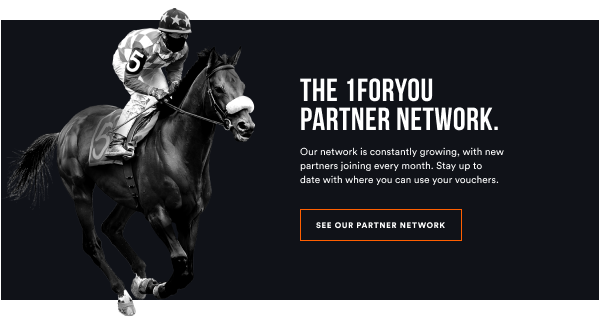 5
THE 1FORYOU
PARTNER NETWORK.
Our network is constantly growing, with new
partners joining every month. Stay up to
date with where you can use your vouchers.
SEE OUR PARTNER NETWORK